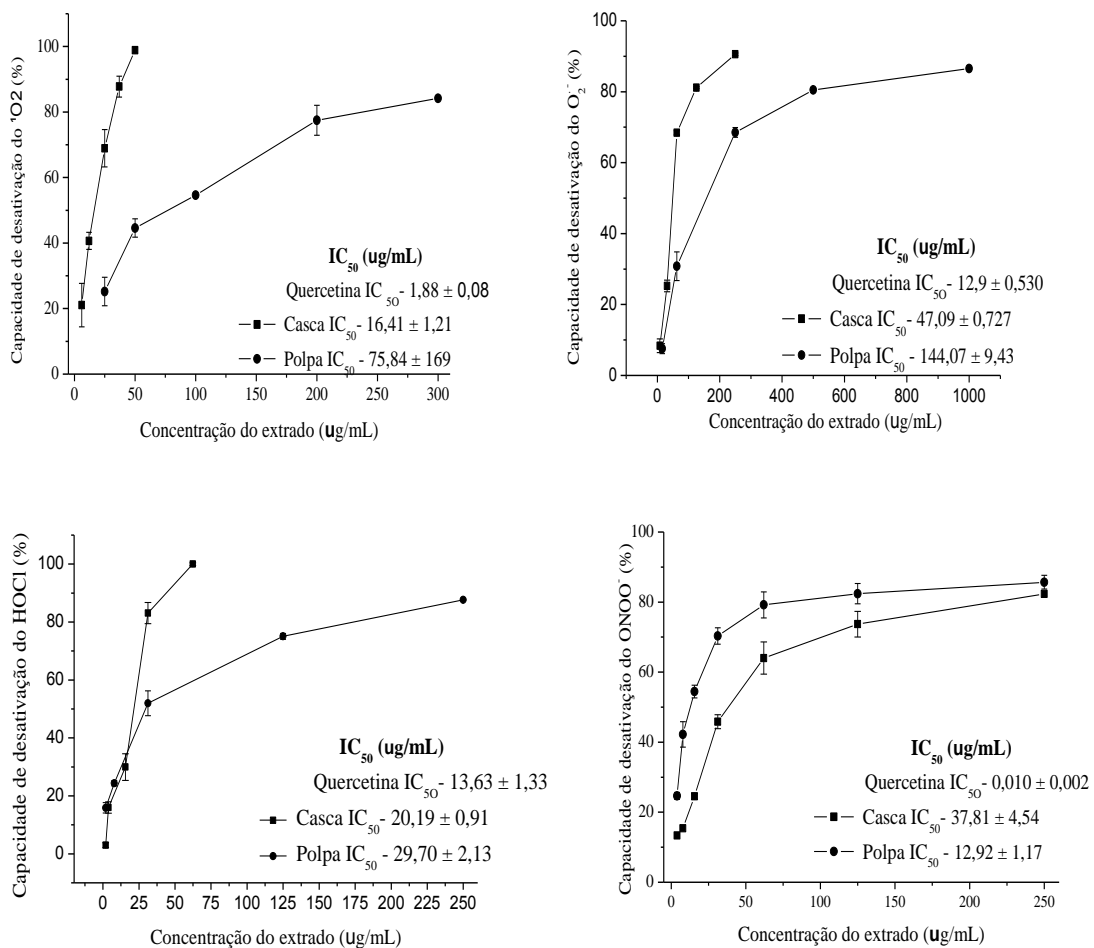 Capacidade de desativação do ¹O2 (%)
100
80
60
40
20
0
0 50 100 150 200 250 300
Concentração do extrado (ug/mL)
IC50 (ug/mL)
Quercetina IC50- 1,88 ± 0,08
Casca IC50- 16,41 ± 1,21
Polpa IC50 - 75,84 ± 169
Capacidade de desativação do O2·- (%)
100
80
60
40
20
0
0 200 400 600 800 1000
Concentração do extrado (ug/mL)
IC50 (ug/mL)
Quercetina IC50- 12,9 ± 0,530
Casca IC50- 47,09 ± 0,727
Polpa IC50 - 144,07 ± 9,43
Capacidade de desativação do HOCl (%)
100
80
60
40
20
0
0 25 50 75 100 125 150 175 200 225 250
Concentração do extrado (ug/mL)
IC50 (ug/mL)
Quercetina IC50- 13,63 ± 1,33
Casca IC50- 20,19 ± 0,91
Polpa IC50 - 29,70 ± 2,13
Capacidade de desativação do ONOO- (%)
100
80
60
40
20
0
0 50 100 150 200 250
Concentração do extrado (ug/mL)
IC50 (ug/mL)
Quercetina IC50- 0,010 ± 0,002
Casca IC50- 37,81 ± 4,54
Polpa IC50 - 12,92 ± 1,17